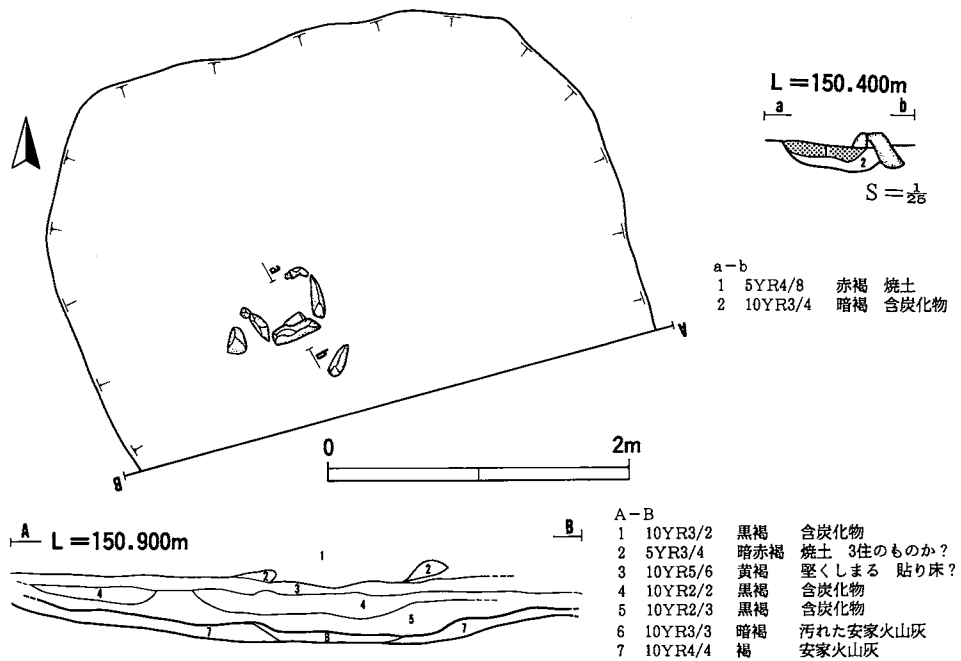 L=150.400m
a b
1
2
S=1/25
a-b
1 5YR4/8 赤褐 焼土
2 10YR3/4 暗褐 含炭化物
a
b
A
B
0 2m
A B
L=150.900m
1
2 2
3
4 4
5
7 8 7
A-B
1 10YR3/2 黒褐 含炭化物
2 5YR3/4 暗赤褐 焼土 3住のものか?
3 10YR5/6 黄褐 堅くしまる 貼り床?
4 10YR2/2 黒褐 含炭化物
5 10YR2/3 黒褐 含炭化物
6 10YR3/3 暗褐 汚れた安家火山灰
7 10YR4/4 褐 安家火山灰